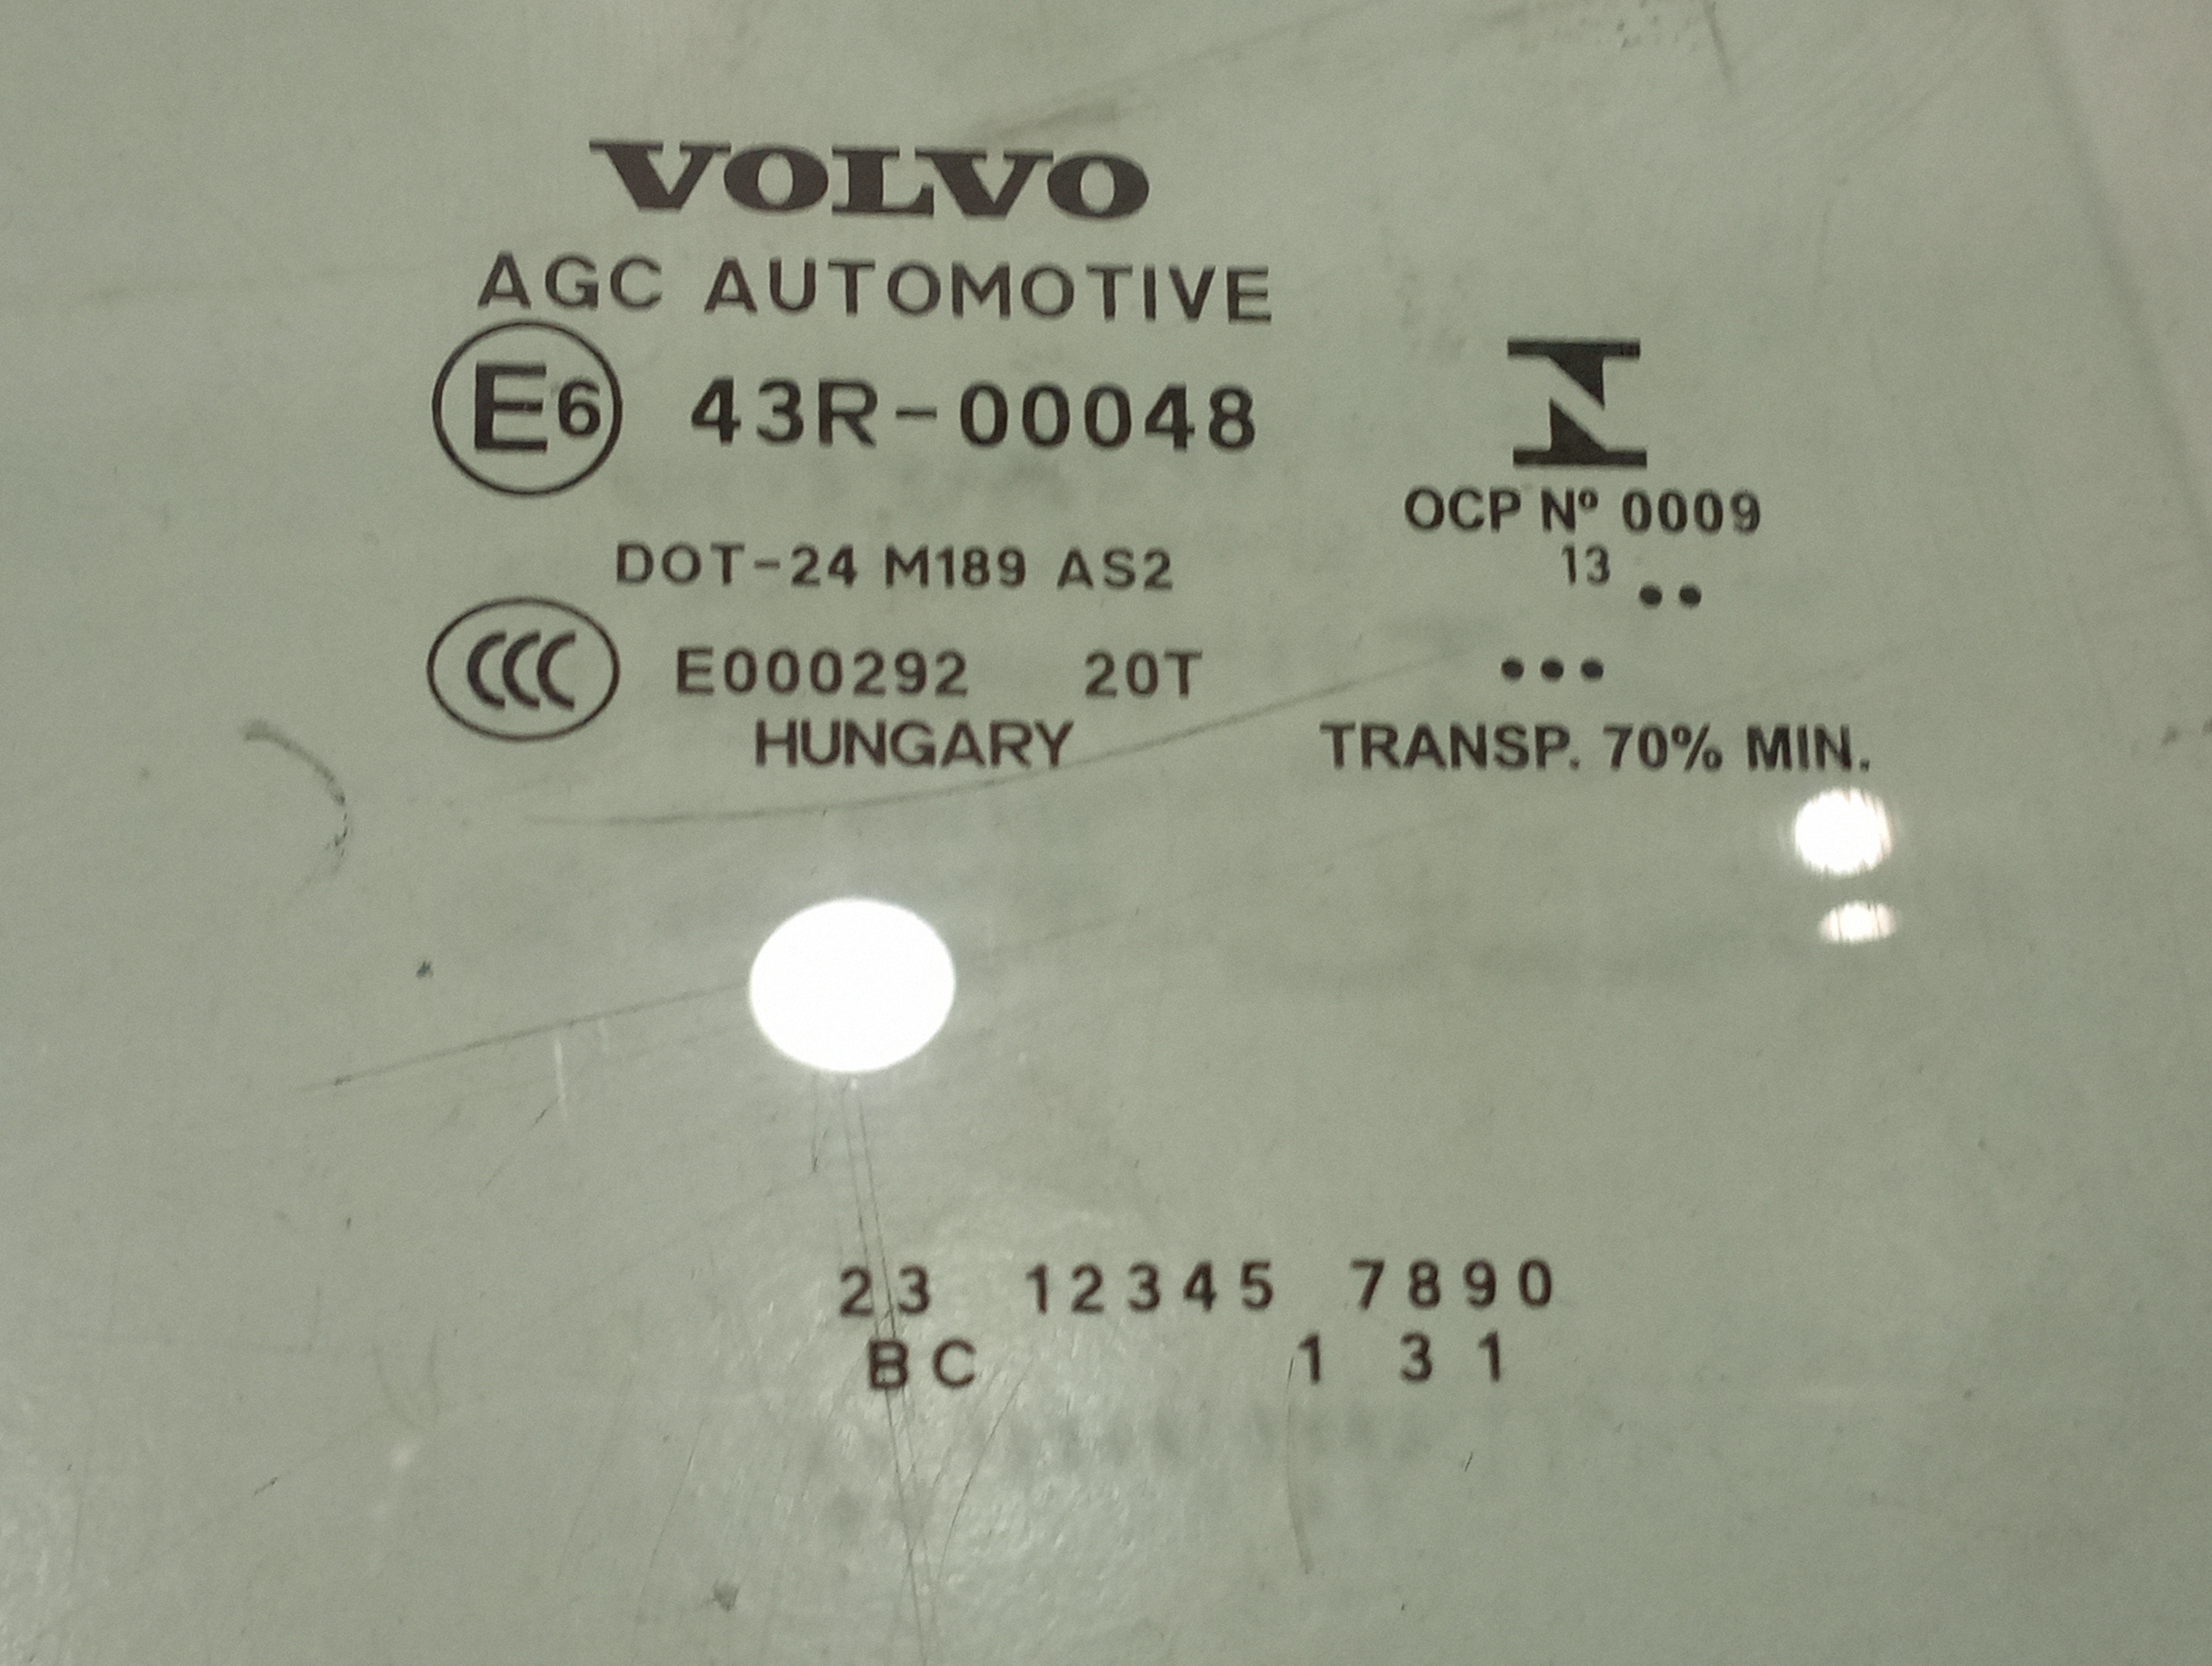 VOLVO
AGC AUTOMOTIVE
E6 43R-00048
DOT-24 M189 AS2
CCC E000292 20T
HUNGARY
OCP Nº 0009
13 ••
•••
TRANSP. 70% MIN.
23 12345 7890
BC 1 3 1